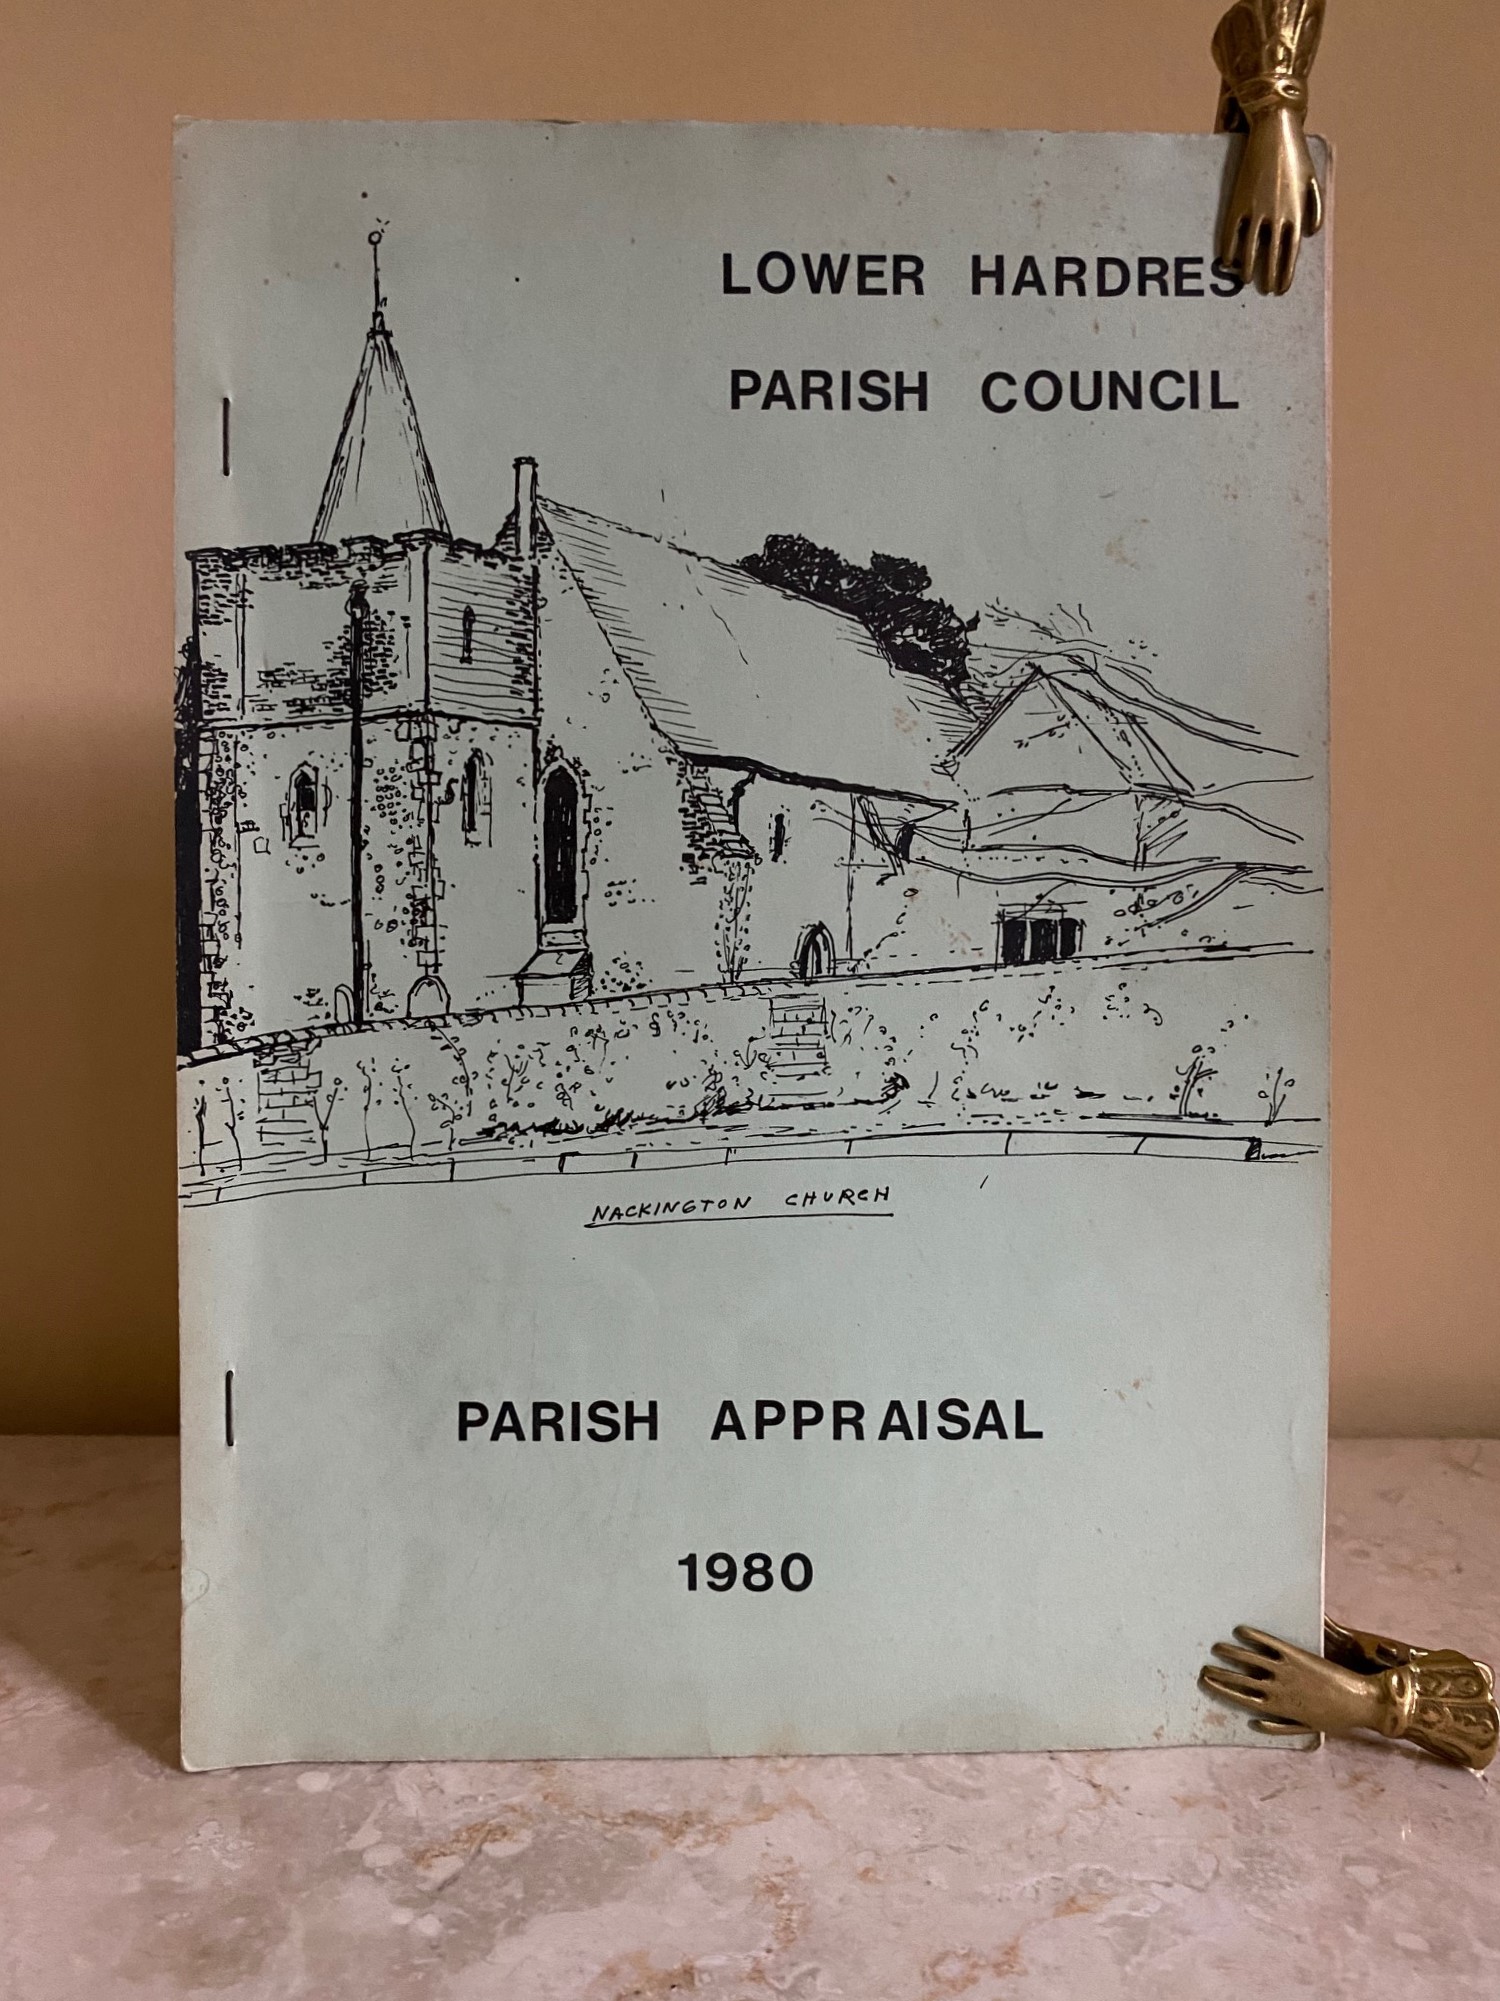 LOWER HARDRES
PARISH COUNCIL
NACKINGTON CHURCH
PARISH APPRAISAL
1980